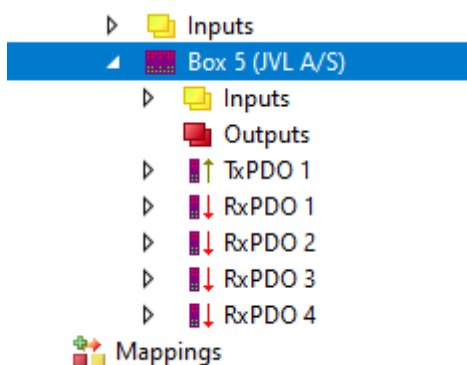 Inputs
Box 5 (JVL A/S)
Inputs
Outputs
TxPDO 1
RxPDO 1
RxPDO 2
RxPDO 3
RxPDO 4
Mappings